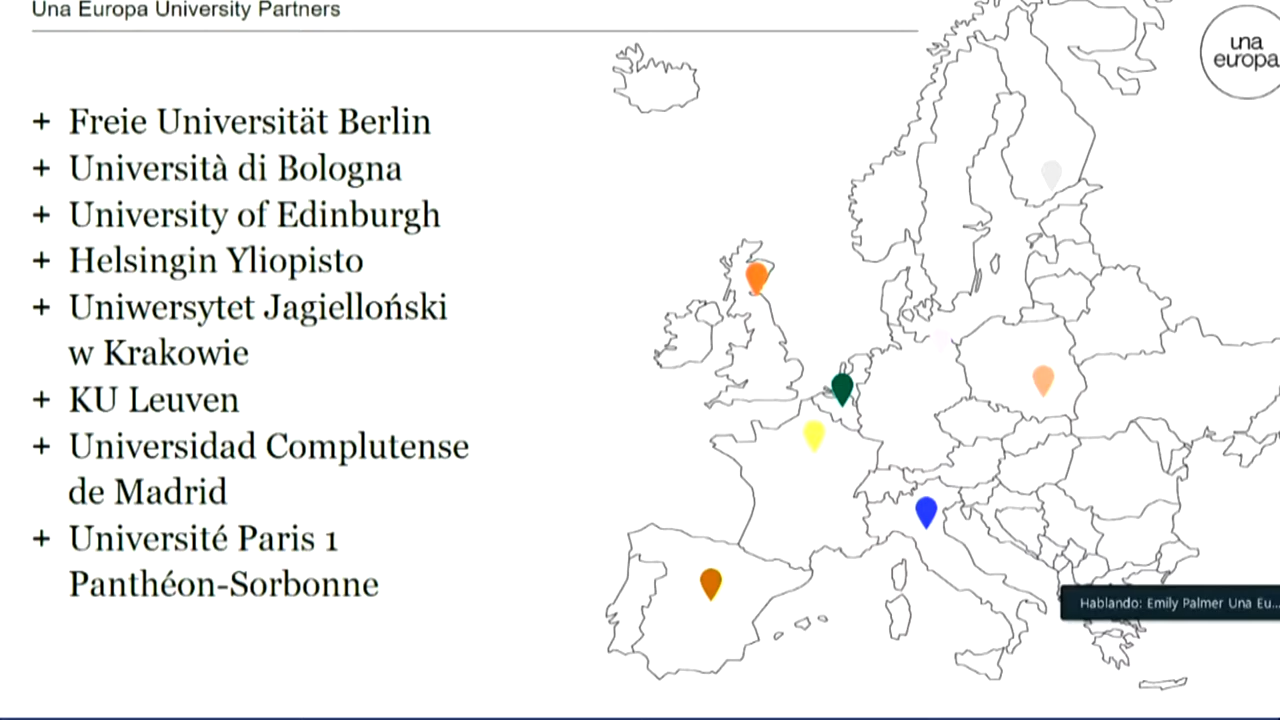 Una Europa University Partners
una
europa
+ Freie Universität Berlin
+ Università di Bologna
+ University of Edinburgh
+ Helsingin Yliopisto
+ Uniwersytet Jagielloński
w Krakowie
+ KU Leuven
+ Universidad Complutense
de Madrid
+ Université Paris 1
Panthéon-Sorbonne
Hablando: Emily Palmer Una Eu...